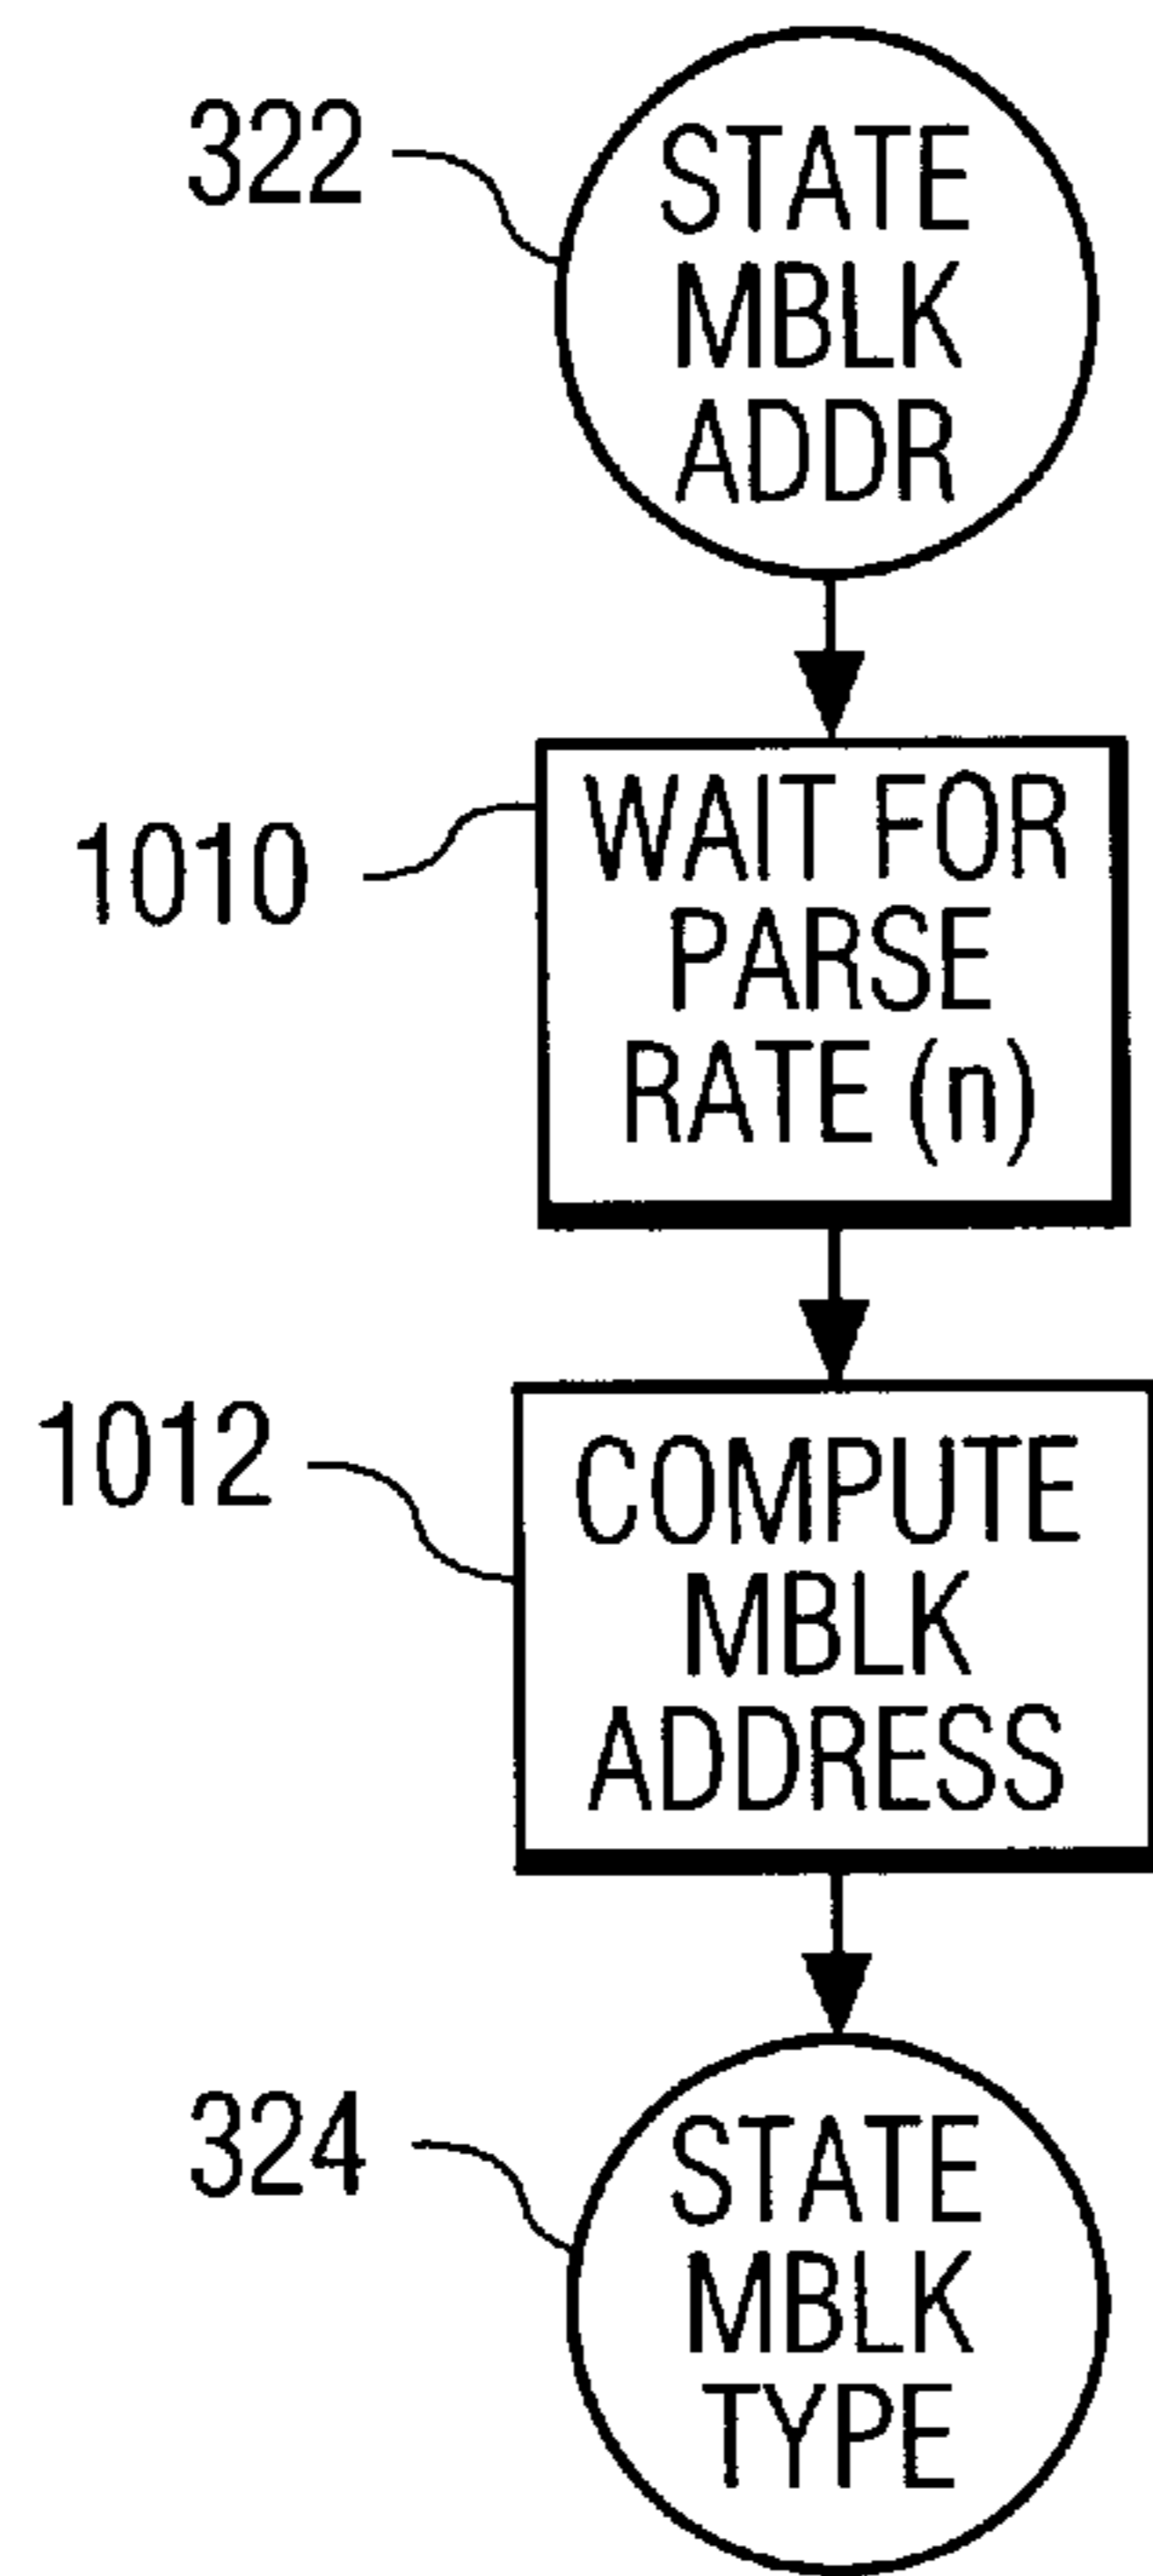 322
STATE
MBLK
ADDR
1010
WAIT FOR
PARSE
RATE (n)
1012
COMPUTE
MBLK
ADDRESS
324
STATE
MBLK
TYPE